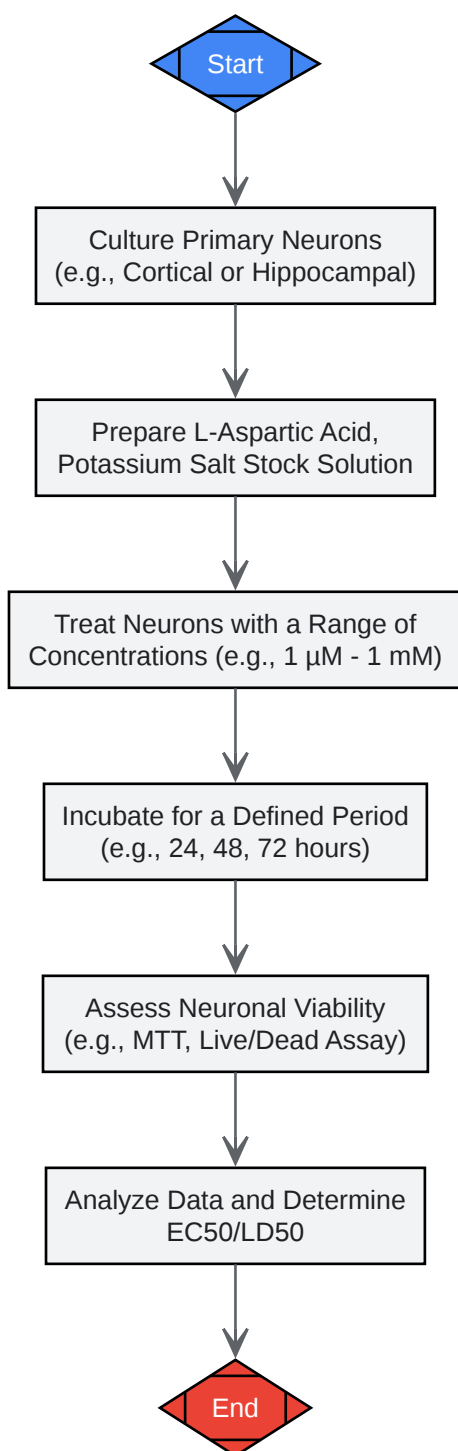 Start
Culture Primary Neurons
(e.g., Cortical or Hippocampal)
Prepare L-Aspartic Acid,
Potassium Salt Stock Solution
Treat Neurons with a Range of
Concentrations (e.g., 1 µM - 1 mM)
Incubate for a Defined Period
(e.g., 24, 48, 72 hours)
Assess Neuronal Viability
(e.g., MTT, Live/Dead Assay)
Analyze Data and Determine
EC50/LD50
End